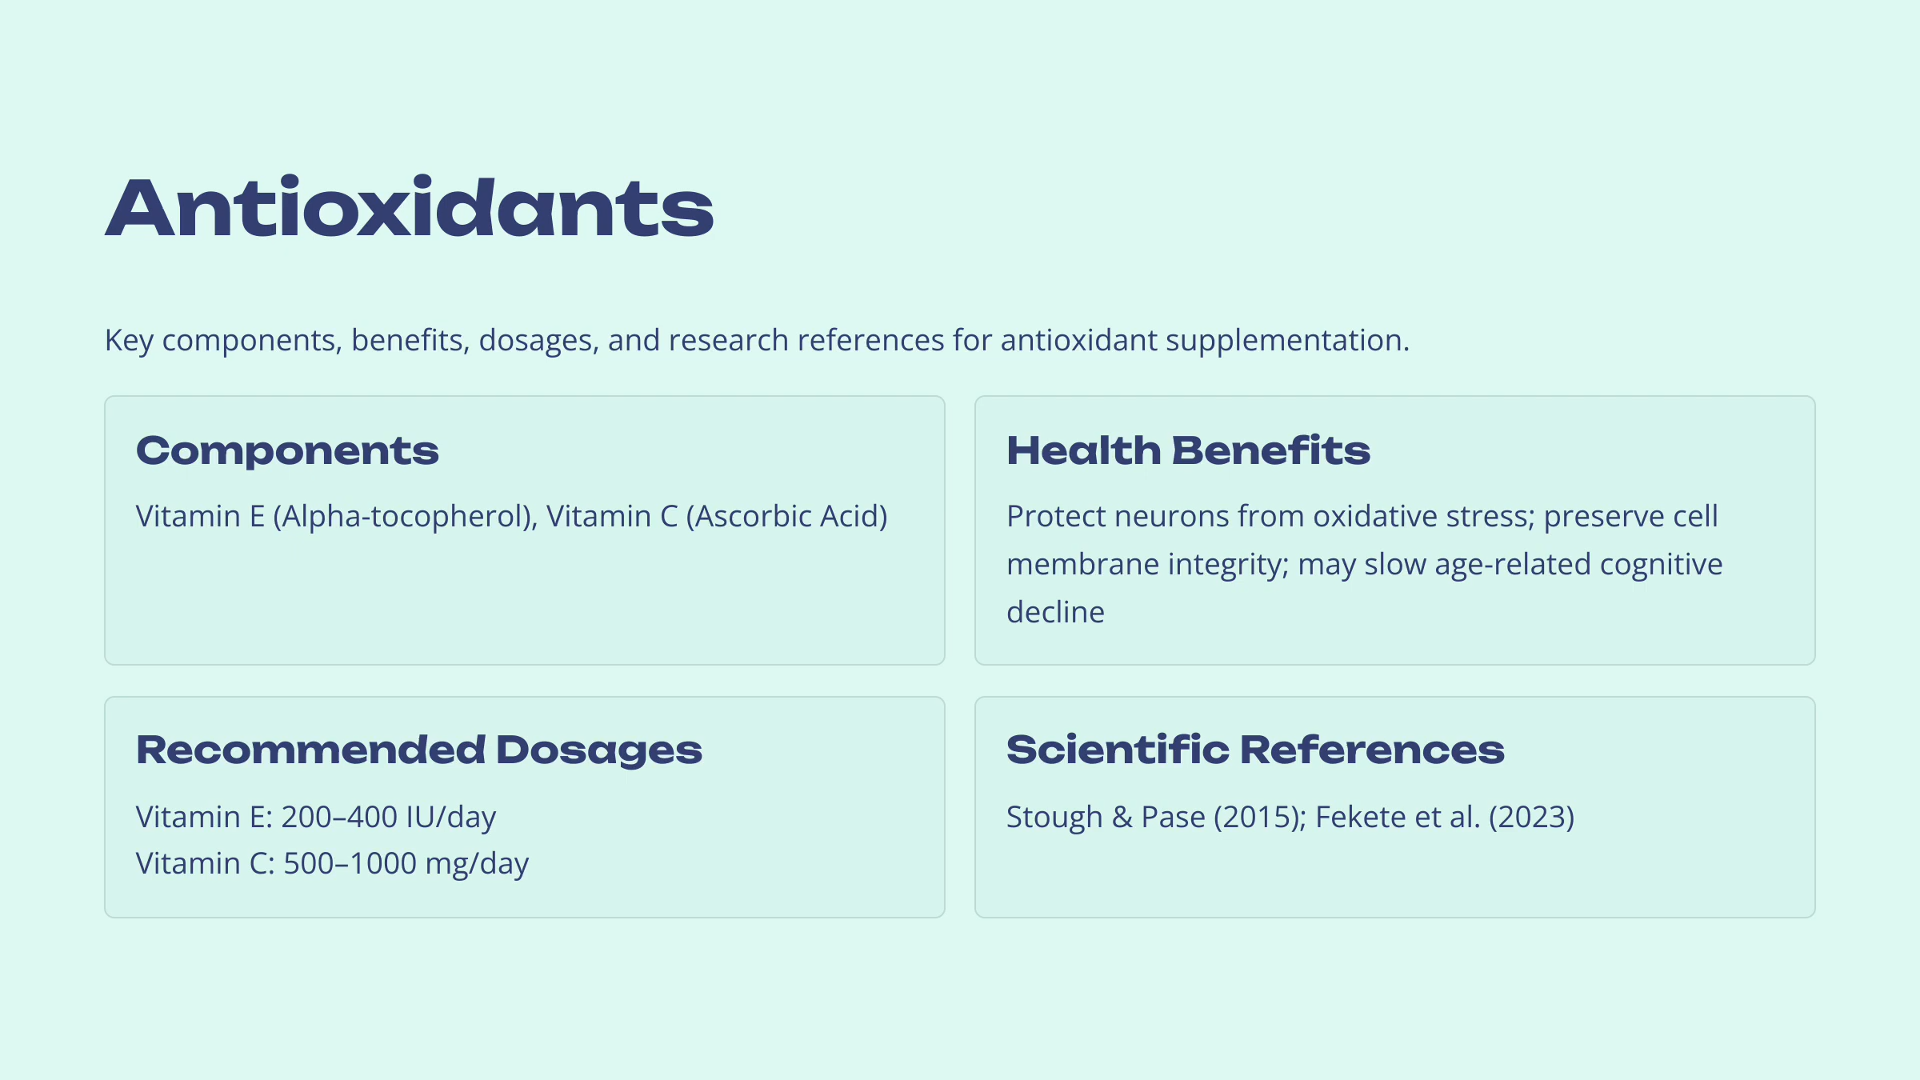 Antioxidants
Key components, benefits, dosages, and research references for antioxidant supplementation.
Components
Vitamin E (Alpha-tocopherol), Vitamin C (Ascorbic Acid)
Health Benefits
Protect neurons from oxidative stress; preserve cell
membrane integrity; may slow age-related cognitive
decline
Recommended Dosages
Vitamin E: 200–400 IU/day
Vitamin C: 500–1000 mg/day
Scientific References
Stough & Pase (2015); Fekete et al. (2023)